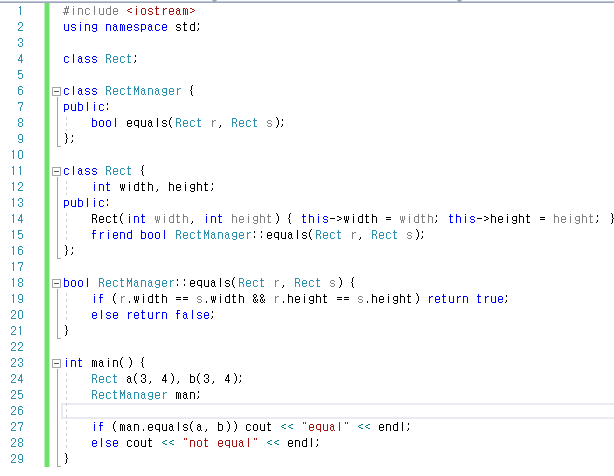 1 #include <iostream>
2 using namespace std;
3
4 class Rect;
5
6 class RectManager {
7 public:
8 bool equals(Rect r, Rect s);
9 };
10
11 class Rect {
12 int width, height;
13 public:
14 Rect(int width, int height) { this->width = width; this->height = height; }
15 friend bool RectManager::equals(Rect r, Rect s);
16 };
17
18 bool RectManager::equals(Rect r, Rect s) {
19 if (r.width == s.width && r.height == s.height) return true;
20 else return false;
21 }
22
23 int main() {
24 Rect a(3, 4), b(3, 4);
25 RectManager man;
26
27 if (man.equals(a, b)) cout << "equal" << endl;
28 else cout << "not equal" << endl;
29 }